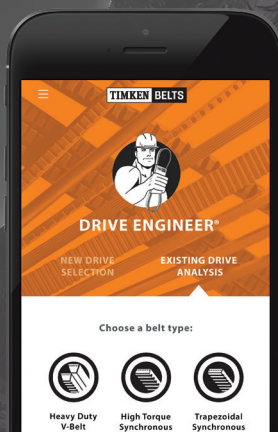 TIMKEN BELTS
DRIVE ENGINEER®
NEW DRIVE
SELECTION
EXISTING DRIVE
ANALYSIS
Choose a belt type:
Heavy Duty
V-Belt
High Torque
Synchronous
Trapezoidal
Synchronous